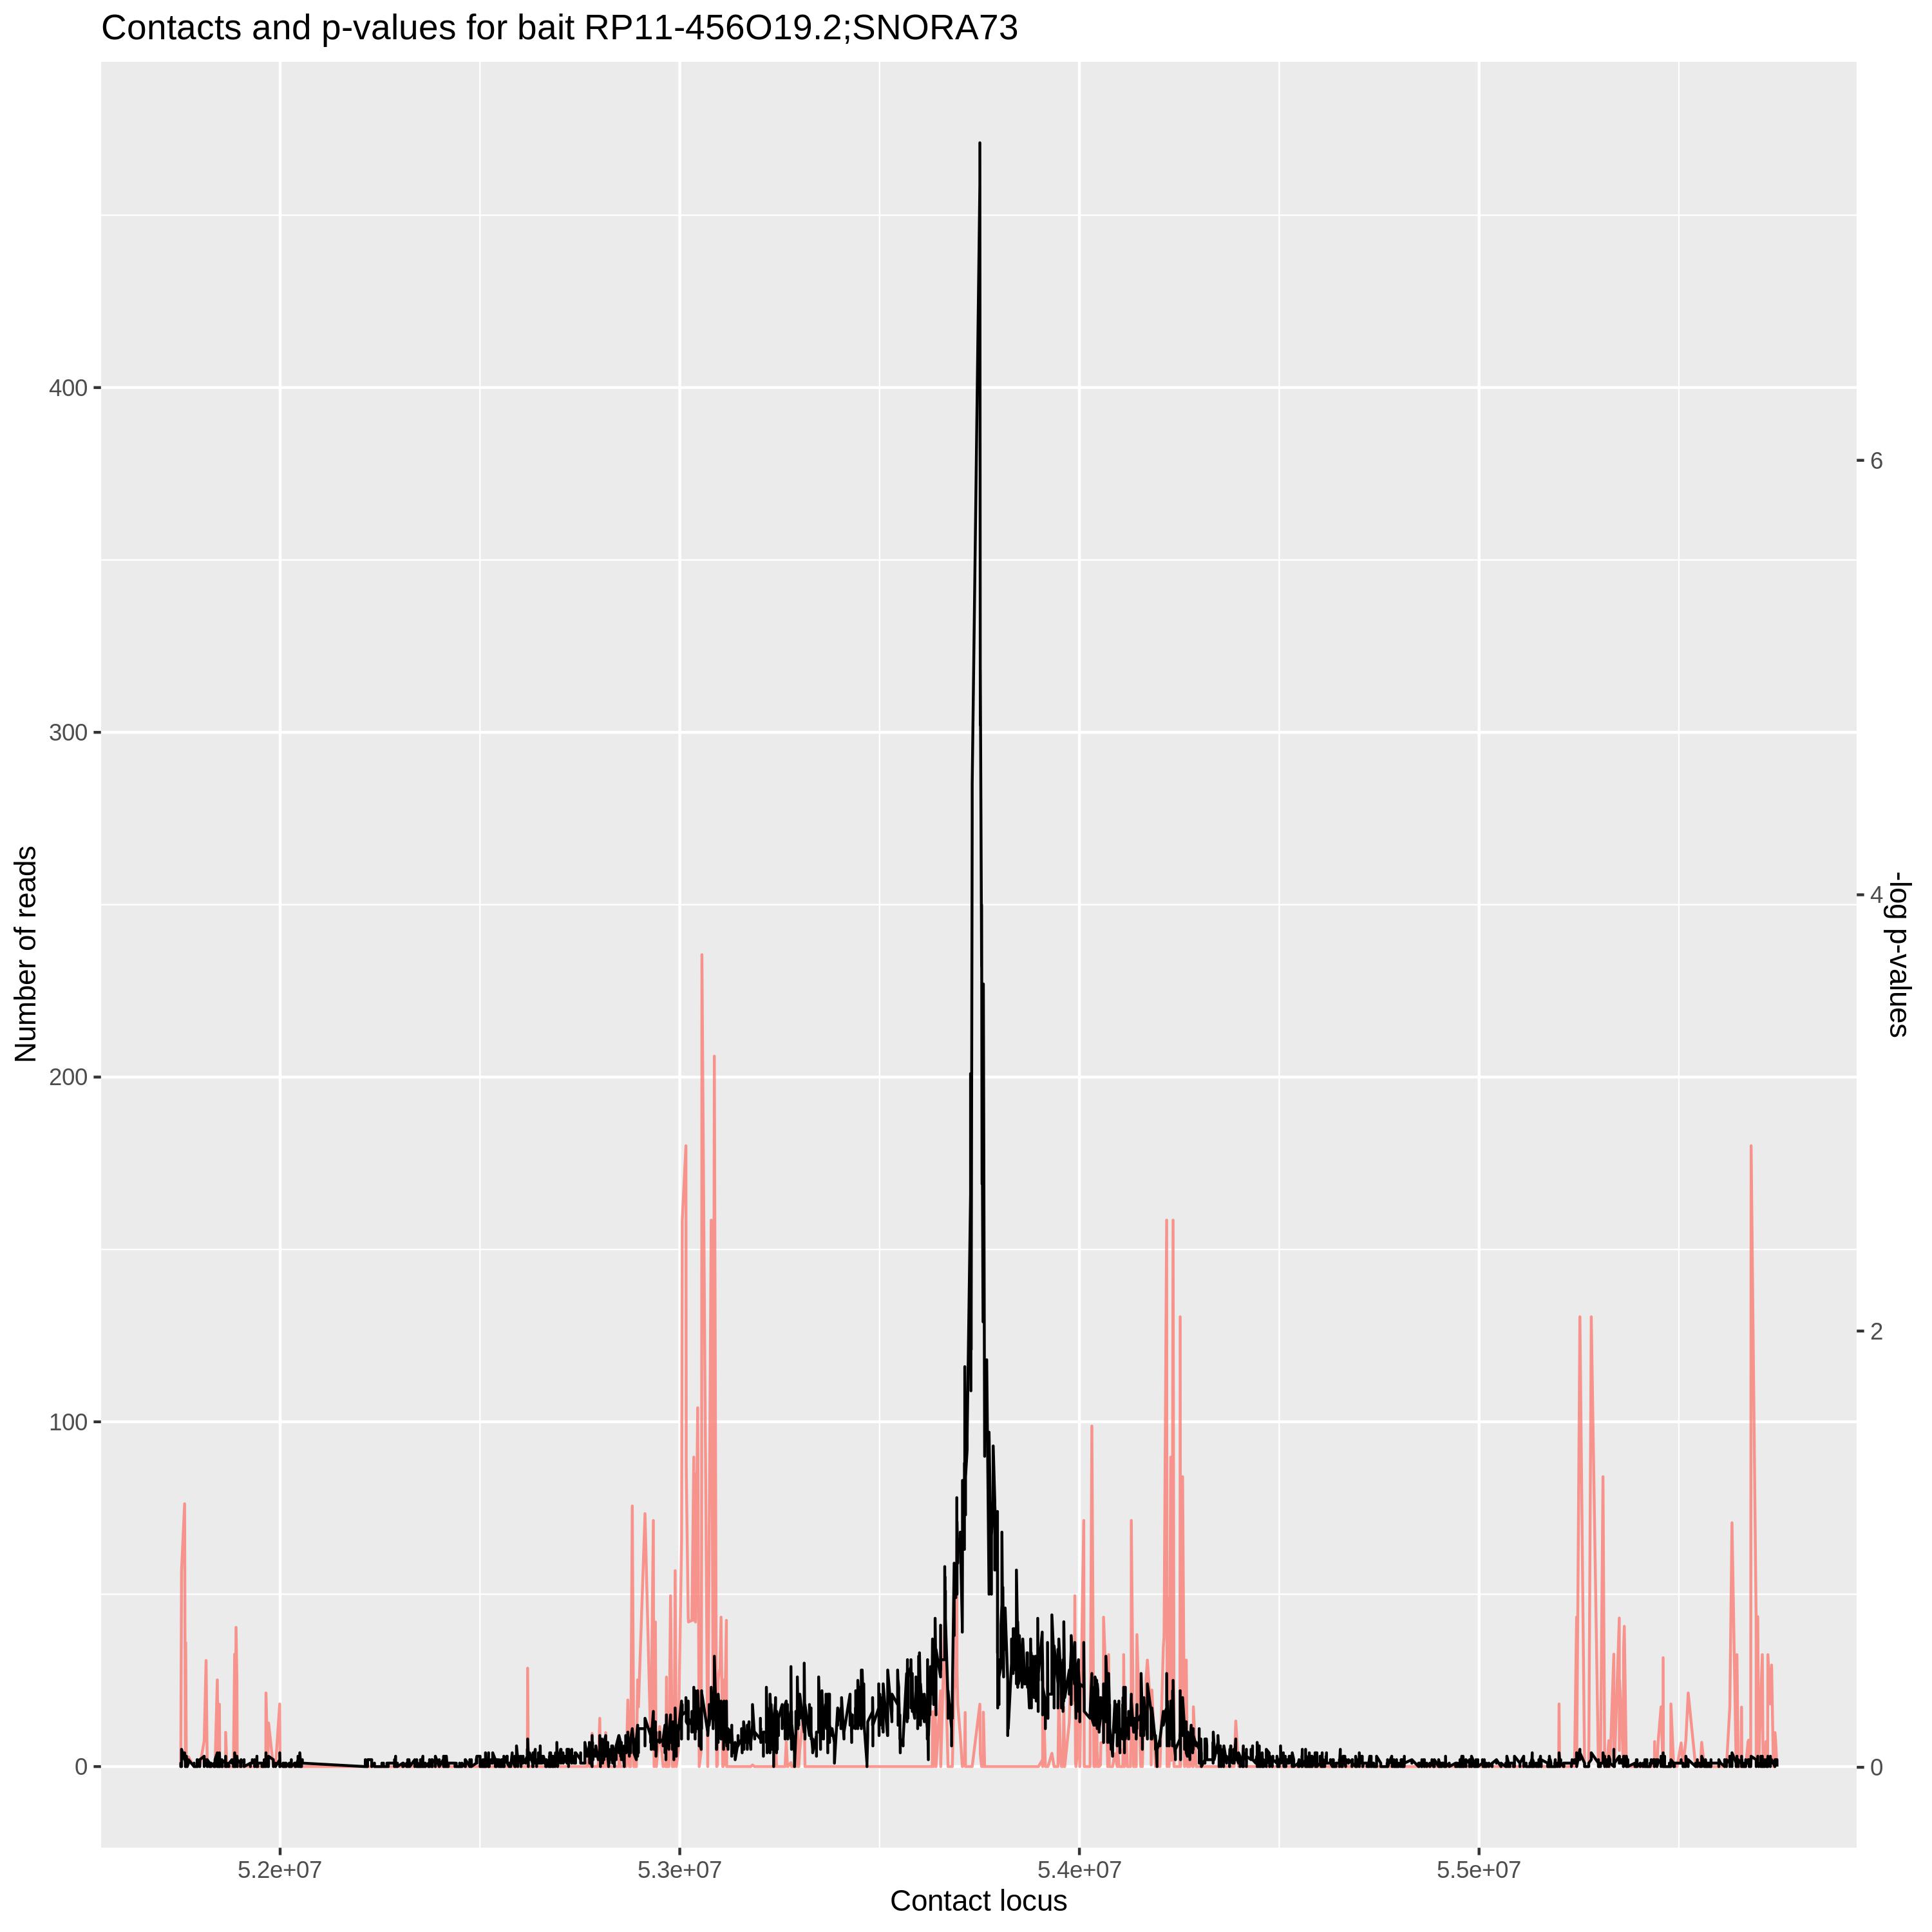 Contacts and p-values for bait RP11-456O19.2;SNORA73
400
300
200
100
0
Number of reads
6
4
2
0
-log p-values
5.2e+07 5.3e+07 5.4e+07 5.5e+07
Contact locus